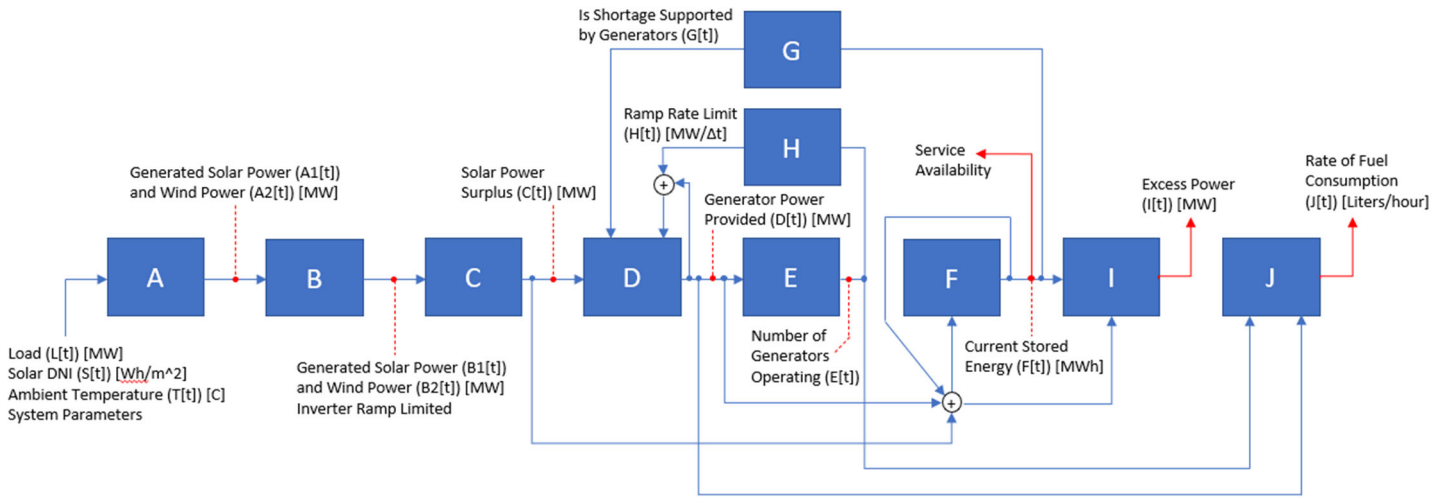 Is Shortage Supported
by Generators (G[t])
G
Ramp Rate Limit
(H[t]) [MW/Δt]
H
+
Generated Solar Power (A1[t])
and Wind Power (A2[t]) [MW]
Solar Power
Surplus (C[t]) [MW]
Generator Power
Provided (D[t]) [MW]
Service
Availability
Excess Power
(I[t]) [MW]
Rate of Fuel
Consumption
(J[t]) [Liters/hour]
A
B
C
D
E
F
I
J
Load (L[t]) [MW]
Solar DNI (S[t]) [Wh/m^2]
Ambient Temperature (T[t]) [C]
System Parameters
Generated Solar Power (B1[t])
and Wind Power (B2[t]) [MW]
Inverter Ramp Limited
Number of
Generators
Operating (E[t])
Current Stored
Energy (F[t]) [MWh]
+